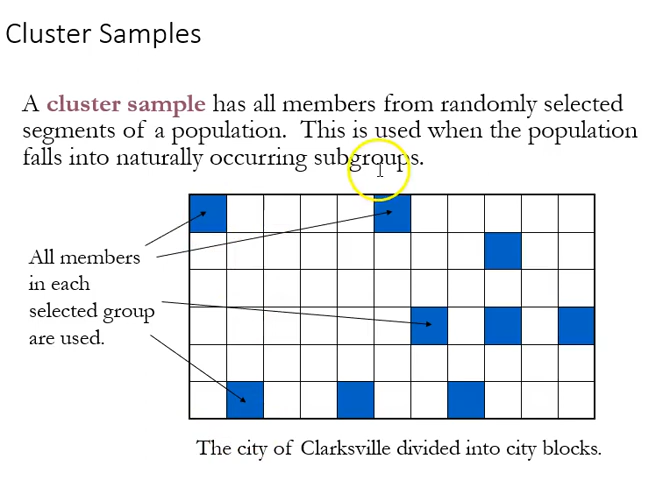 Cluster Samples
A cluster sample has all members from randomly selected
segments of a population. This is used when the population
falls into naturally occurring subgroups.
All members
in each
selected group
are used.
The city of Clarksville divided into city blocks.